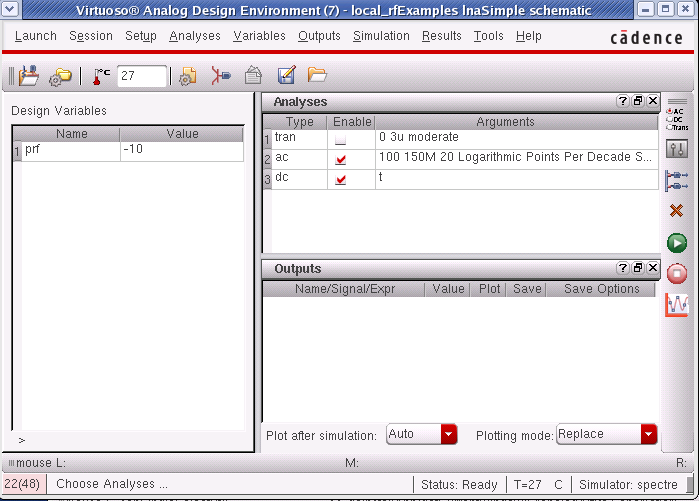 Virtuoso® Analog Design Environment (7) - local_rfExamples lnaSimple schematic
Launch Session Setup Analyses Variables Outputs Simulation Results Tools Help
cādence
°C 27
Design Variables
Name Value
1 prf -10
>
Analyses
Type Enable Arguments
1 tran 0 3u moderate
2 ac 100 150M 20 Logarithmic Points Per Decade S...
3 dc t
AC
DC
Trans
Outputs
Name/Signal/Expr Value Plot Save Save Options
Plot after simulation: Auto Plotting mode: Replace
mouse L: M: R:
22(48) Choose Analyses ... Status: Ready T=27 C Simulator: spectre